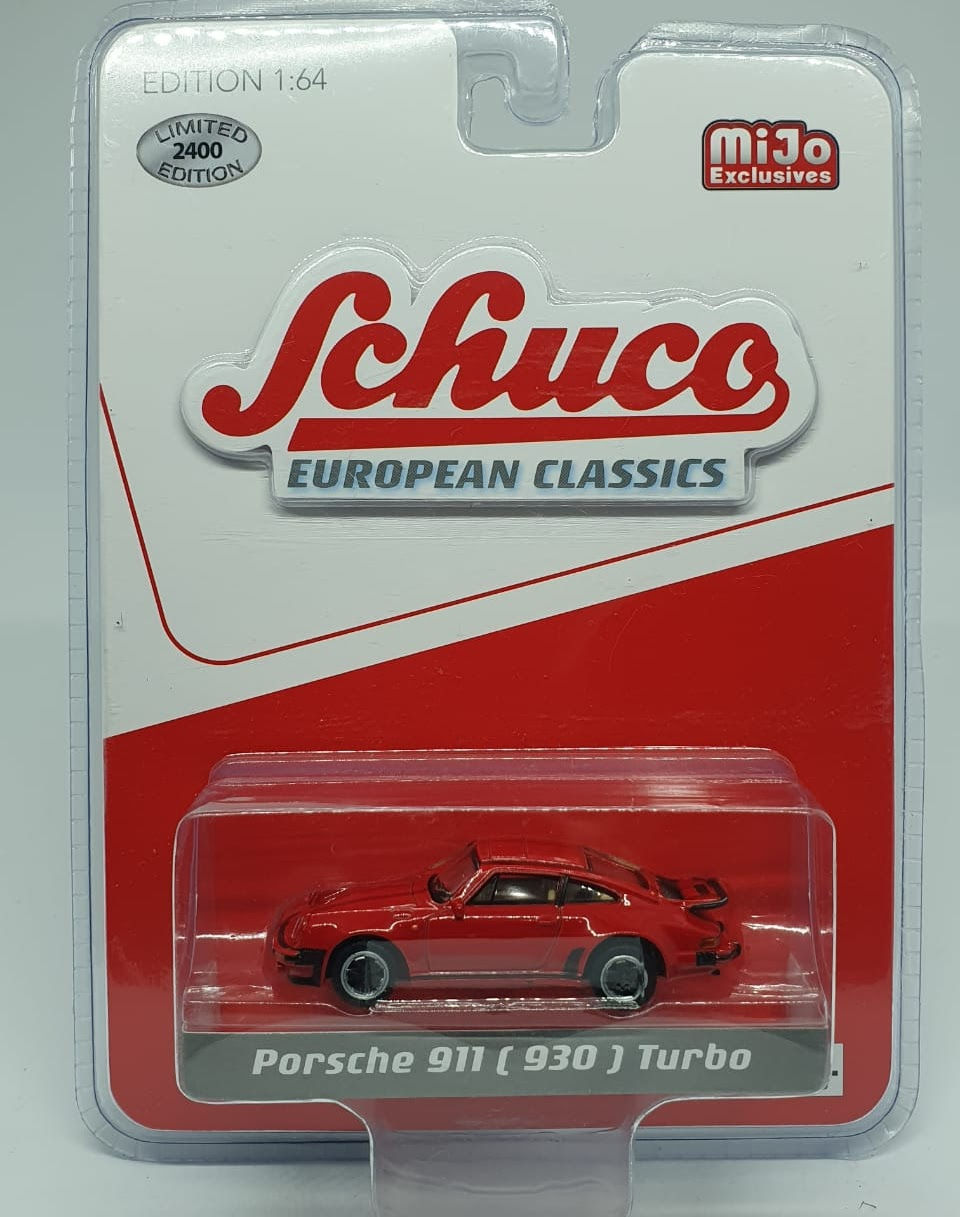 EDITION 1:64
LIMITED
2400
EDITION
MiJo
Exclusives
Schuco
EUROPEAN CLASSICS
Porsche 911 ( 930 ) Turbo